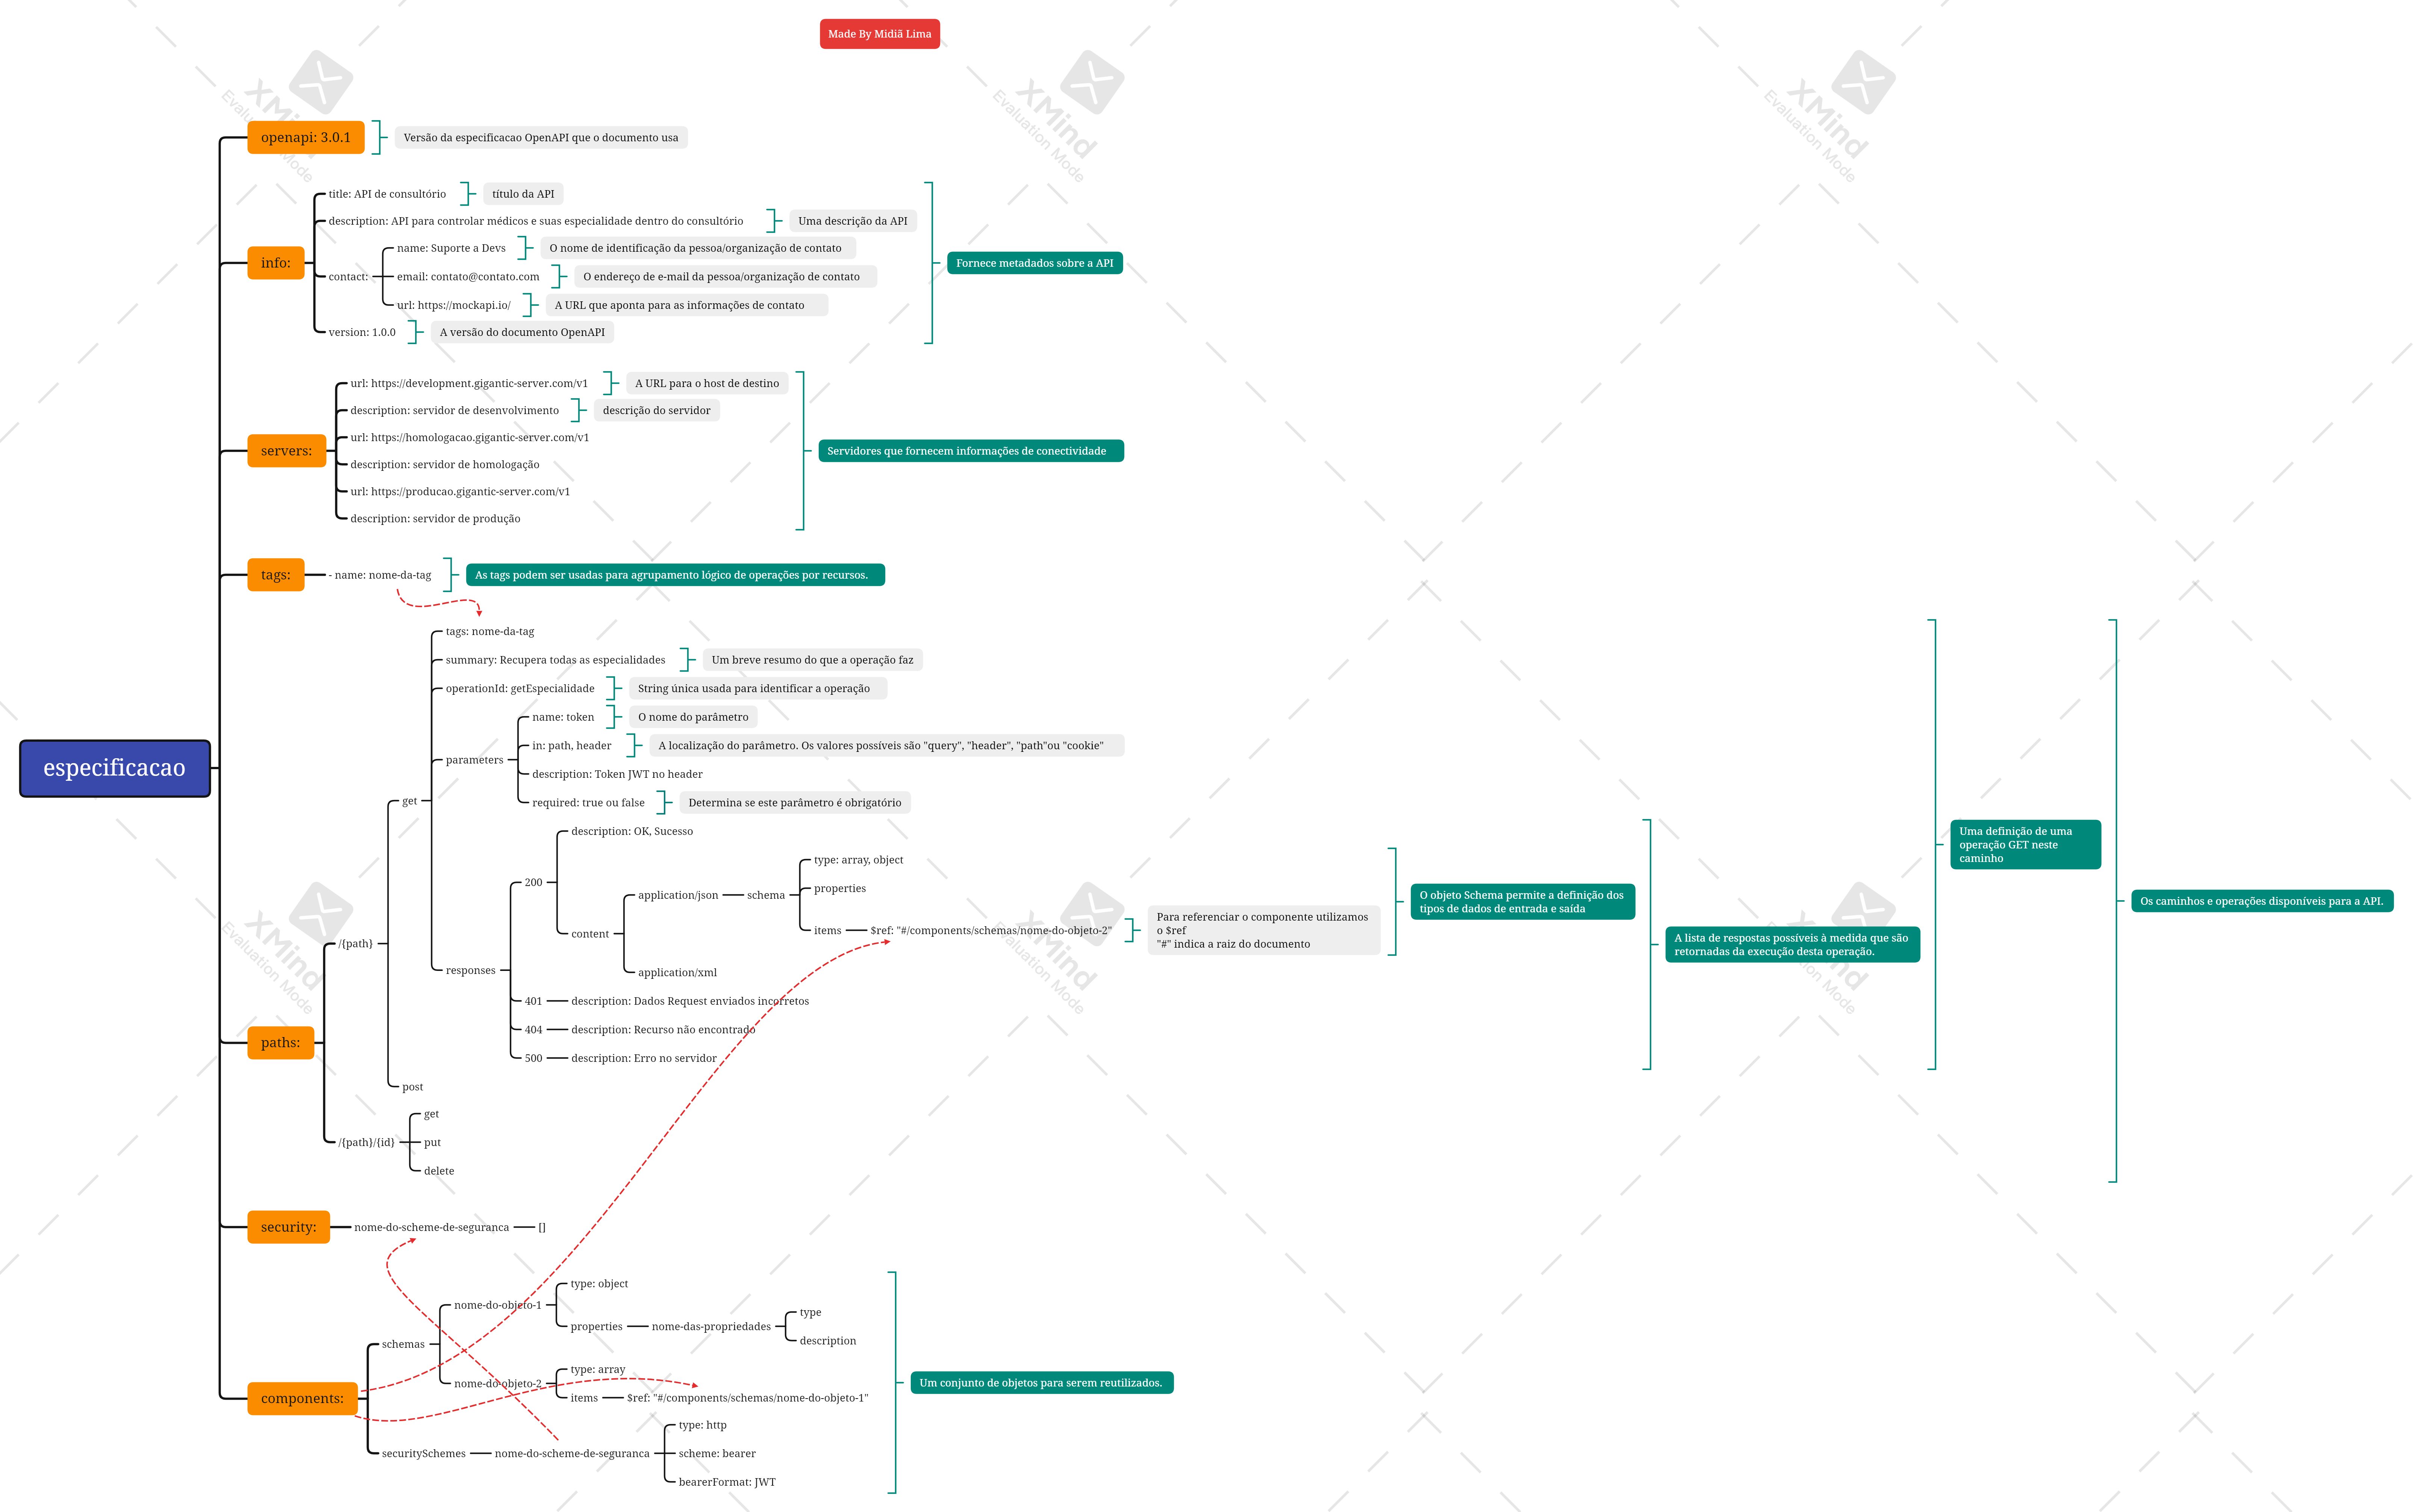 Made By Midiã Lima
openapi: 3.0.1
Versão da especificacao OpenAPI que o documento usa
info:
title: API de consultório
título da API
description: API para controlar médicos e suas especialidade dentro do consultório
Uma descrição da API
contact:
name: Suporte a Devs
O nome de identificação da pessoa/organização de contato
email: contato@contato.com
O endereço de e-mail da pessoa/organização de contato
url: https://mockapi.io/
A URL que aponta para as informações de contato
version: 1.0.0
A versão do documento OpenAPI
Fornece metadados sobre a API
servers:
url: https://development.gigantic-server.com/v1
A URL para o host de destino
description: servidor de desenvolvimento
descrição do servidor
url: https://homologacao.gigantic-server.com/v1
description: servidor de homologação
url: https://producao.gigantic-server.com/v1
description: servidor de produção
Servidores que fornecem informações de conectividade
tags:
- name: nome-da-tag
As tags podem ser usadas para agrupamento lógico de operações por recursos.
especificacao
paths:
/{path}
get
tags: nome-da-tag
summary: Recupera todas as especialidades
Um breve resumo do que a operação faz
operationId: getEspecialidade
String única usada para identificar a operação
parameters
name: token
O nome do parâmetro
in: path, header
A localização do parâmetro. Os valores possíveis são "query", "header", "path"ou "cookie"
description: Token JWT no header
required: true ou false
Determina se este parâmetro é obrigatório
responses
200
description: OK, Sucesso
content
application/json
schema
type: array, object
properties
items
$ref: "#/components/schemas/nome-do-objeto-2"
Para referenciar o componente utilizamos
o $ref
"#" indica a raiz do documento
O objeto Schema permite a definição dos
tipos de dados de entrada e saída
application/xml
401
description: Dados Request enviados incorretos
404
description: Recurso não encontrado
500
description: Erro no servidor
A lista de respostas possíveis à medida que são
retornadas da execução desta operação.
Uma definição de uma
operação GET neste
caminho
Os caminhos e operações disponíveis para a API.
post
/{path}/{id}
get
put
delete
security:
nome-do-scheme-de-seguranca
[]
components:
schemas
nome-do-objeto-1
type: object
properties
nome-das-propriedades
type
description
nome-do-objeto-2
type: array
items
$ref: "#/components/schemas/nome-do-objeto-1"
securitySchemes
nome-do-scheme-de-seguranca
type: http
scheme: bearer
bearerFormat: JWT
Um conjunto de objetos para serem reutilizados.
XMind
Evaluation Mode
XMind
Evaluation Mode
XMind
Evaluation Mode
XMind
Evaluation Mode